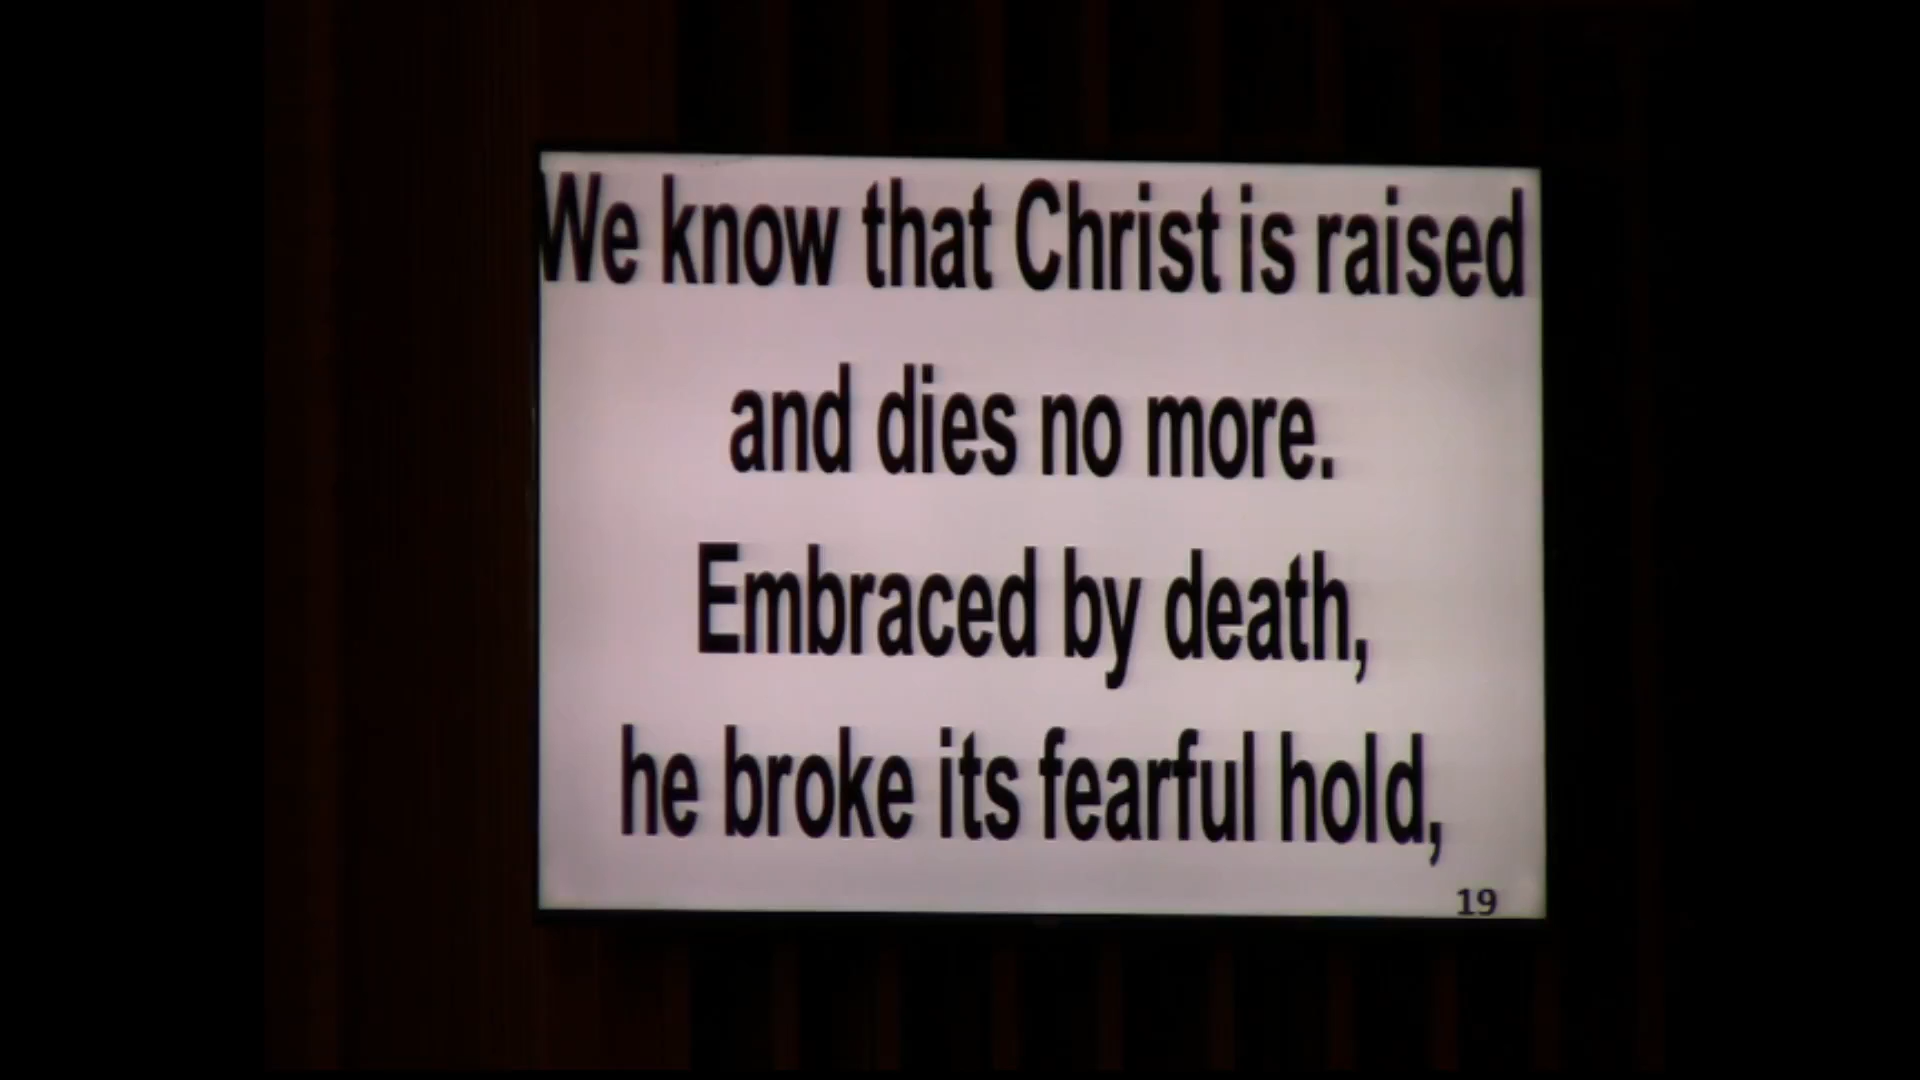 We know that Christ is raised
and dies no more.
Embraced by death,
he broke its fearful hold,
19